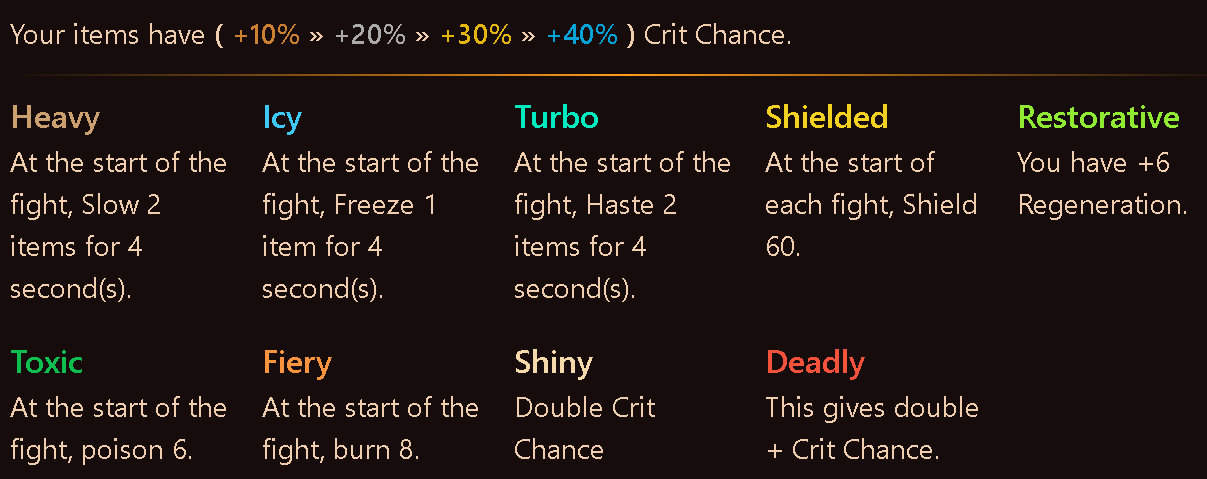 Your items have ( +10% » +20% » +30% » +40% ) Crit Chance.
Heavy
At the start of the
fight, Slow 2
items for 4
second(s).
Icy
At the start of the
fight, Freeze 1
item for 4
second(s).
Turbo
At the start of the
fight, Haste 2
items for 4
second(s).
Shielded
At the start of
each fight, Shield
60.
Restorative
You have +6
Regeneration.
Toxic
At the start of the
fight, poison 6.
Fiery
At the start of the
fight, burn 8.
Shiny
Double Crit
Chance
Deadly
This gives double
+ Crit Chance.